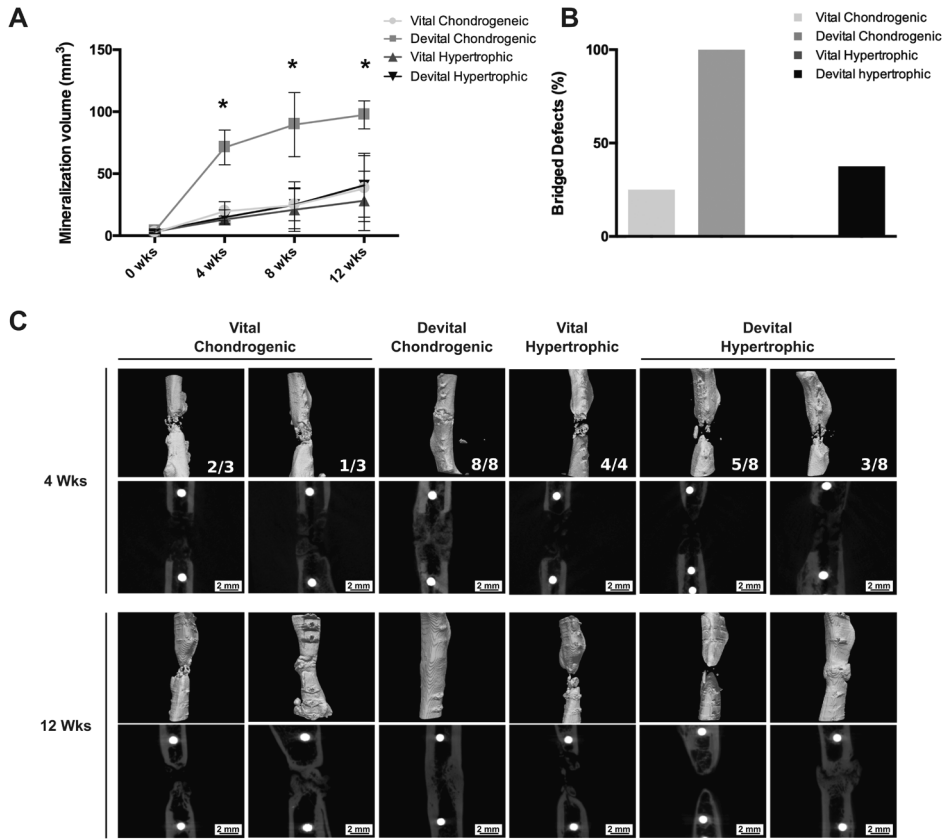 A
Vital Chondrogeneic
Devital Chondrogenic
Vital Hypertrophic
Devital Hypertrophic
Mineralization volume (mm3)
150
100
50
0
*
*
*
0 wks
4 wks
8 wks
12 wks
B
Vital Chondrogenic
Devital Chondrogenic
Vital Hypertrophic
Devital hypertrophic
Bridged Defects (%)
100
50
0
C
Vital
Chondrogenic
Devital
Chondrogenic
Vital
Hypertrophic
Devital
Hypertrophic
4 Wks
2/3
1/3
8/8
4/4
5/8
3/8
2 mm
2 mm
2 mm
2 mm
2 mm
2 mm
12 Wks
2 mm
2 mm
2 mm
2 mm
2 mm
2 mm